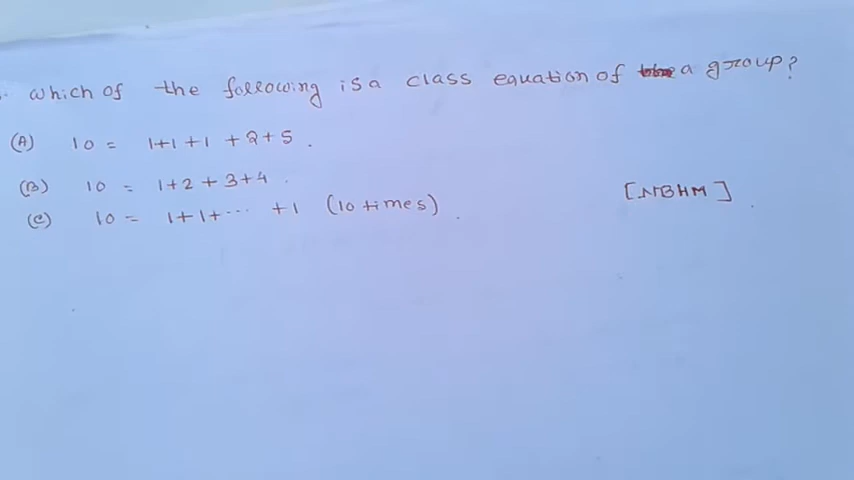 which of the following is a class equation of a group?
(A) 10 = 1+1+1+2+5.
(B) 10 = 1+2+3+4.
(C) 10 = 1+1+... +1 (10 times).
[NBHM].